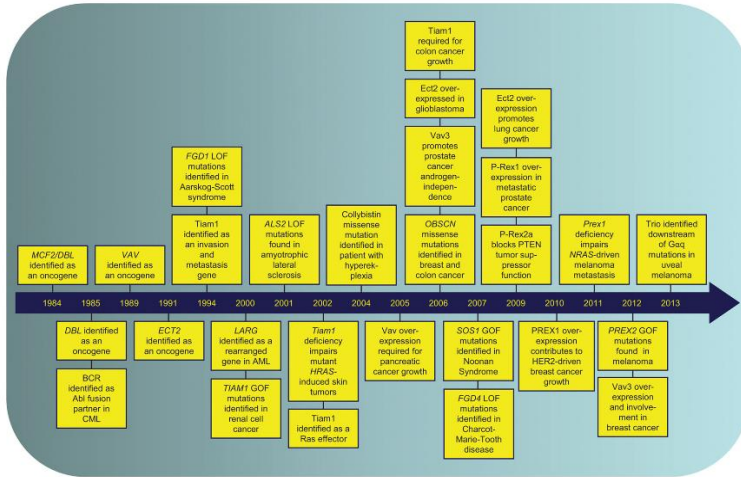 Tiam1
required for
colon cancer
growth
Ect2 over-
expressed in
glioblastoma
Vav3
promotes
prostate
cancer
androgen-
independ-
ence
OBSCN
missense
mutations
identified in
breast and
colon cancer
Ect2 over-
expression
promotes
lung cancer
growth
P-Rex1 over-
expression in
metastatic
prostate
cancer
P-Rex2a
blocks PTEN
tumor sup-
pressor
function
FGD1 LOF
mutations
identified in
Aarskog-Scott
syndrome
Tiam1
identified as
an invasion
and
metastasis
gene
MCF2/DBL
identified as
an oncogene
VAV
identified as
an oncogene
ALS2 LOF
mutations
found in
amyotrophic
lateral
sclerosis
Collybistin
missense
mutation
identified in
patient with
hyperek-
plexia
Prex1
deficiency
impairs
NRAS-driven
melanoma
metastasis
Trio identified
downstream
of Gαq
mutations in
uveal melanoma
1984 1985 1989 1991 1994 2000 2001 2002 2004 2005 2006 2007 2009 2010 2011 2012 2013
DBL identified
as an
oncogene
BCR
identified as
Abl fusion
partner in
CML
ECT2
identified as
an oncogene
LARG
identified as a
rearranged
gene in AML
TIAM1 GOF
mutations
identified in
renal cell
cancer
Tiam1
deficiency
impairs
mutant
HRAS-
induced skin
tumors
Tiam1
identified as a
Ras effector
Vav over-
expression
required for
pancreatic
cancer growth
SOS1 GOF
mutations
identified in
Noonan
Syndrome
FGD4 LOF
mutations
identified in
Charcot-
Marie-Tooth
disease
PREX1 over-
expression
contributes to
HER2-driven
breast cancer
growth
PREX2 GOF
mutations
found in
melanoma
Vav3 over-
expression
and involve-
ment in
breast cancer